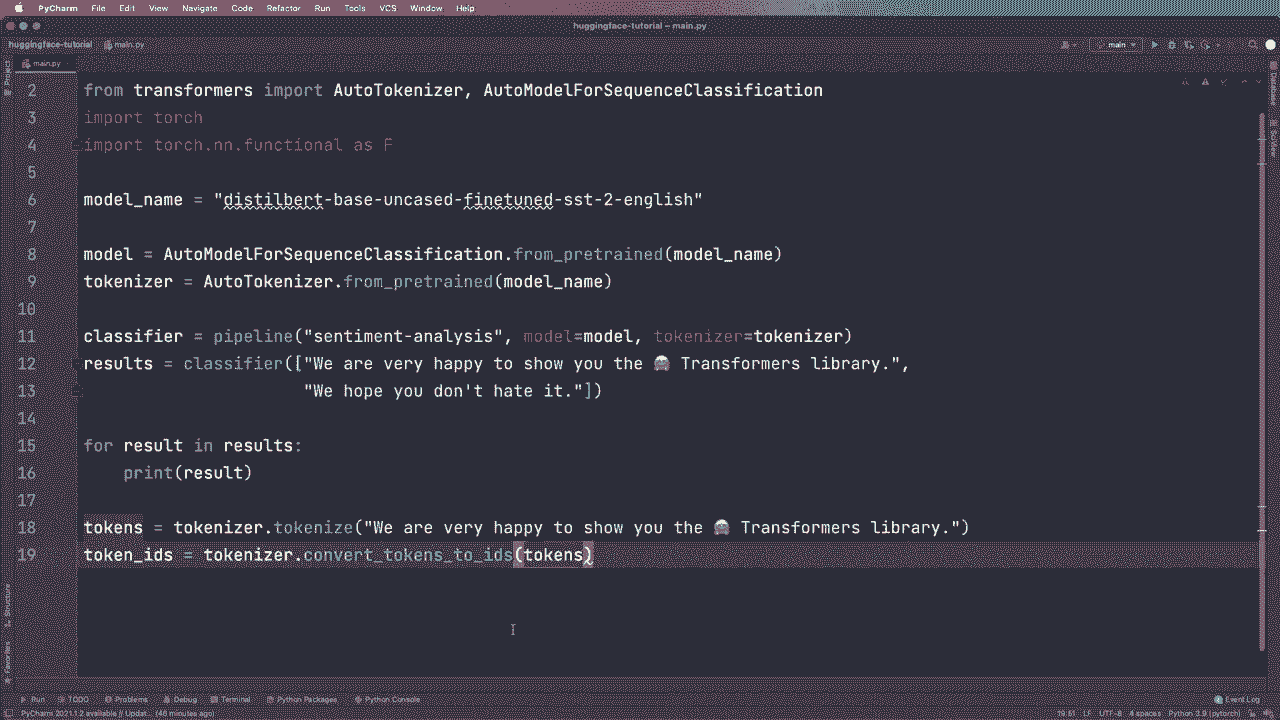 PyCharm File Edit View Navigate Code Refactor Run Tools VCS Window Help
huggingface-tutorial – main.py
huggingface-tutorial main.py
main
main.py
Project
Database
SciView
2 from transformers import AutoTokenizer, AutoModelForSequenceClassification
3 import torch
4 import torch.nn.functional as F
5
6 model_name = "distilbert-base-uncased-finetuned-sst-2-english"
7
8 model = AutoModelForSequenceClassification.from_pretrained(model_name)
9 tokenizer = AutoTokenizer.from_pretrained(model_name)
10
11 classifier = pipeline("sentiment-analysis", model=model, tokenizer=tokenizer)
12 results = classifier(["We are very happy to show you the 🤗 Transformers library.",
13 "We hope you don't hate it."])
14
15 for result in results:
16 print(result)
17
18 tokens = tokenizer.tokenize("We are very happy to show you the 🤗 Transformers library.")
19 token_ids = tokenizer.convert_tokens_to_ids(tokens)
Structure
Favorites
Run TODO Problems Debug Terminal Python Packages Python Console Event Log
PyCharm 2021.1.2 available // Updat... (46 minutes ago) 19:51 LF UTF-8 4 spaces Python 3.9 (pytorch)